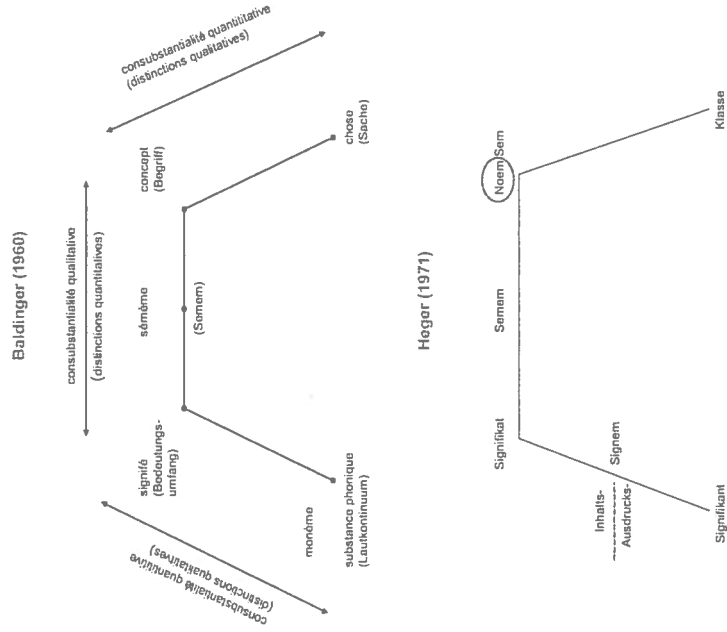 Baldinger (1960)
consubstantialité qualitative
(distinctions quantitatives)
consubstantialité quantitative
(distinctions qualitatives)
consubstantialité quantitative
(distinctions qualitatives)
signifé
(Bedeutungs-
umfang)
sémème
(Semem)
concept
(Begriff)
monème
substance phonique
(Lautkontinuum)
chose
(Sache)
Heger (1971)
Signifikat
Semem
Noem/Sem
Inhalts-
Ausdrucks-
Signem
Signifikant
Klasse